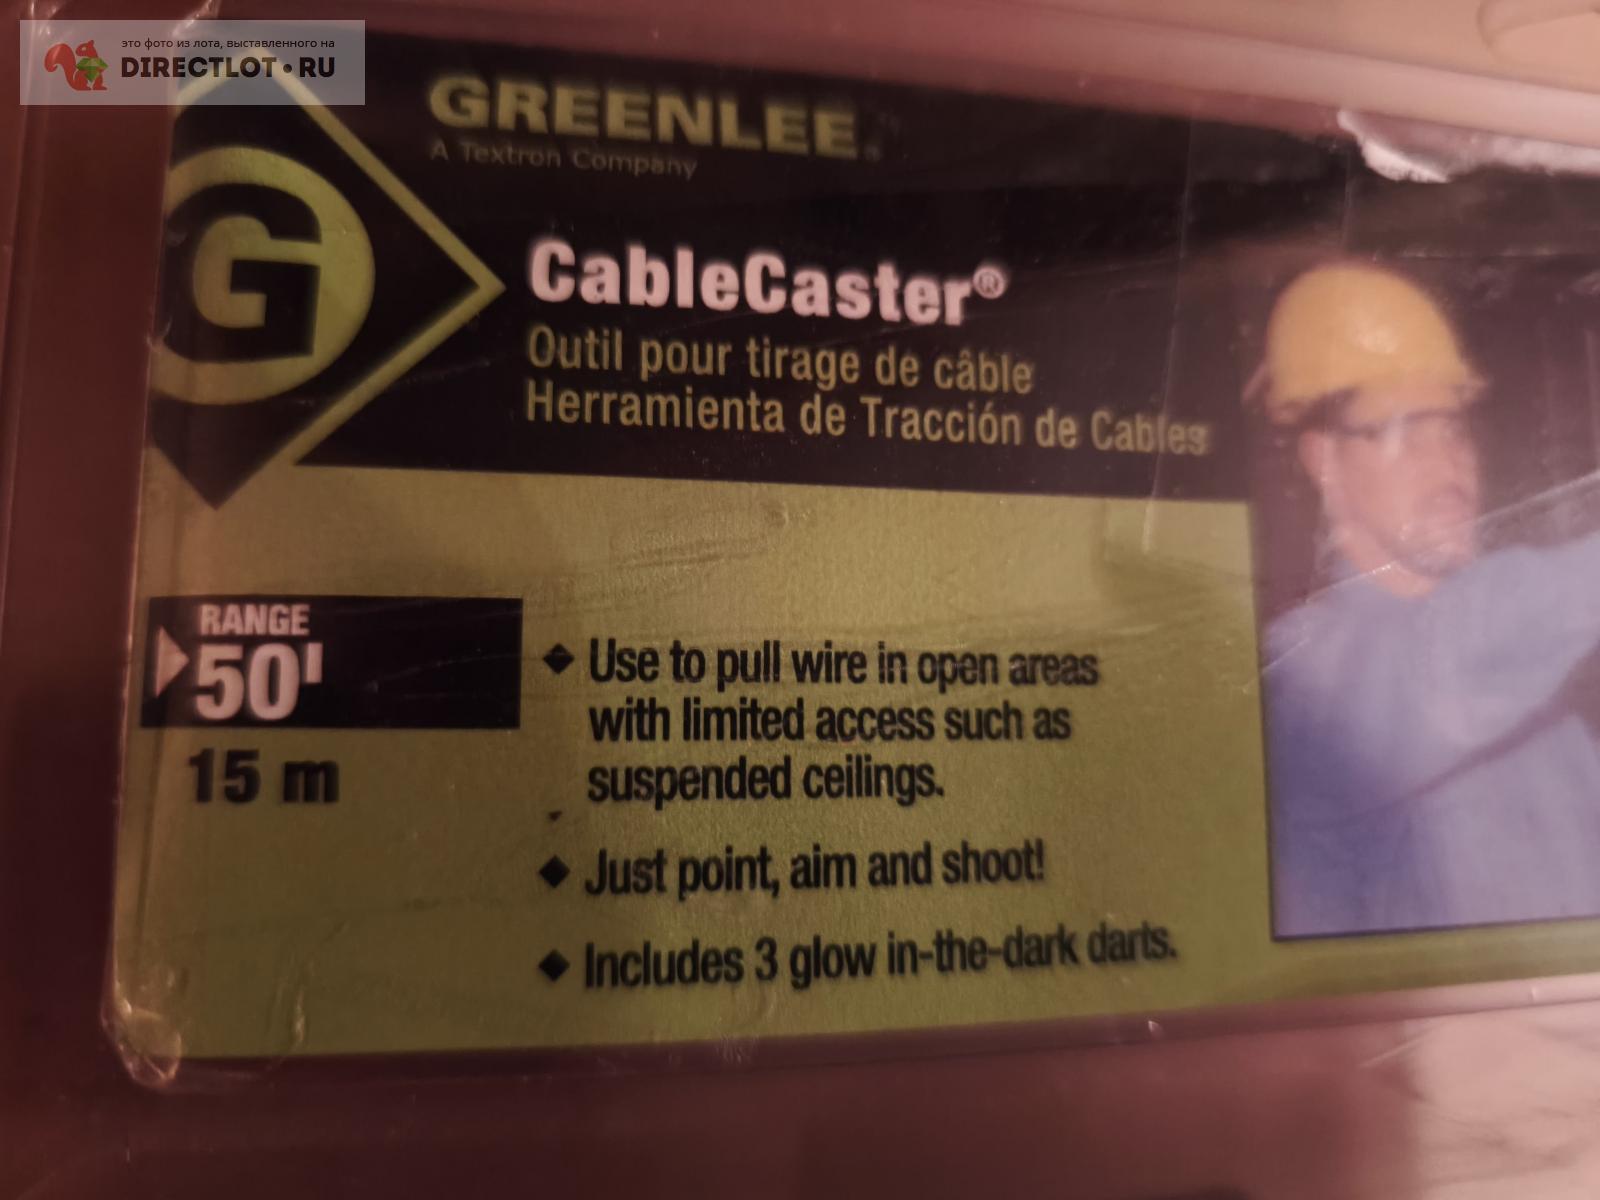 это фото из лота, выставленного на
DIRECTLOT•RU
GREENLEE®
A Textron Company
G
CableCaster®
Outil pour tirage de câble
Herramienta de Tracción de Cables
RANGE
50'
15 m
◆ Use to pull wire in open areas
with limited access such as
suspended ceilings.
◆ Just point, aim and shoot!
◆ Includes 3 glow in-the-dark darts.